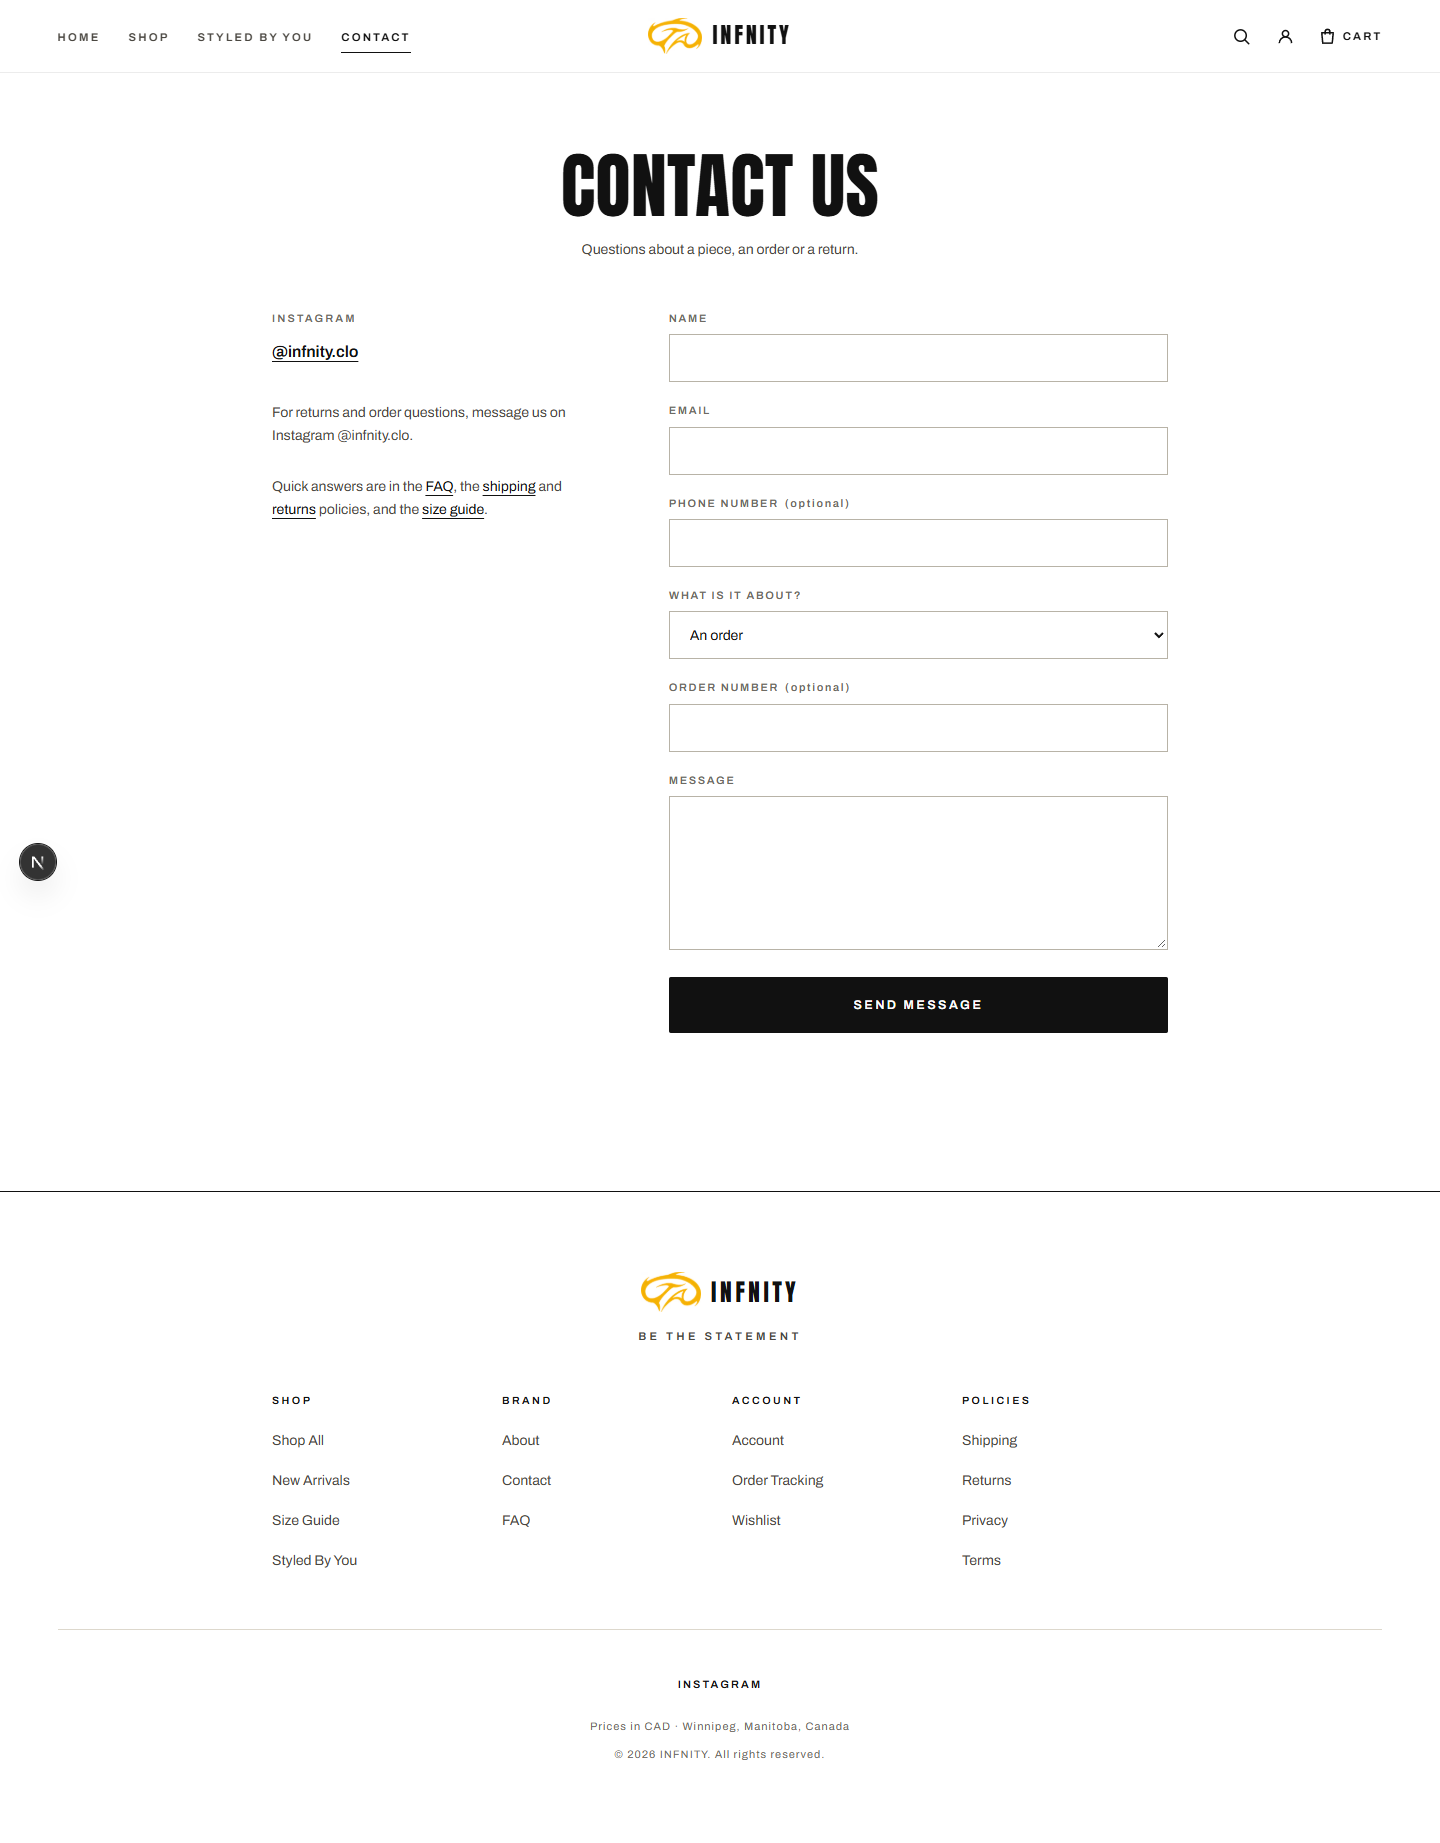 HOME SHOP STYLED BY YOU CONTACT INFNITY CART
CONTACT US
Questions about a piece, an order or a return.
INSTAGRAM
@infnity.clo
For returns and order questions, message us on
Instagram @infnity.clo.
Quick answers are in the FAQ, the shipping and
returns policies, and the size guide.
NAME
EMAIL
PHONE NUMBER (optional)
WHAT IS IT ABOUT?
An order
ORDER NUMBER (optional)
MESSAGE
SEND MESSAGE
N
INFNITY
BE THE STATEMENT
SHOP
Shop All
New Arrivals
Size Guide
Styled By You
BRAND
About
Contact
FAQ
ACCOUNT
Account
Order Tracking
Wishlist
POLICIES
Shipping
Returns
Privacy
Terms
INSTAGRAM
Prices in CAD · Winnipeg, Manitoba, Canada
© 2026 INFNITY. All rights reserved.